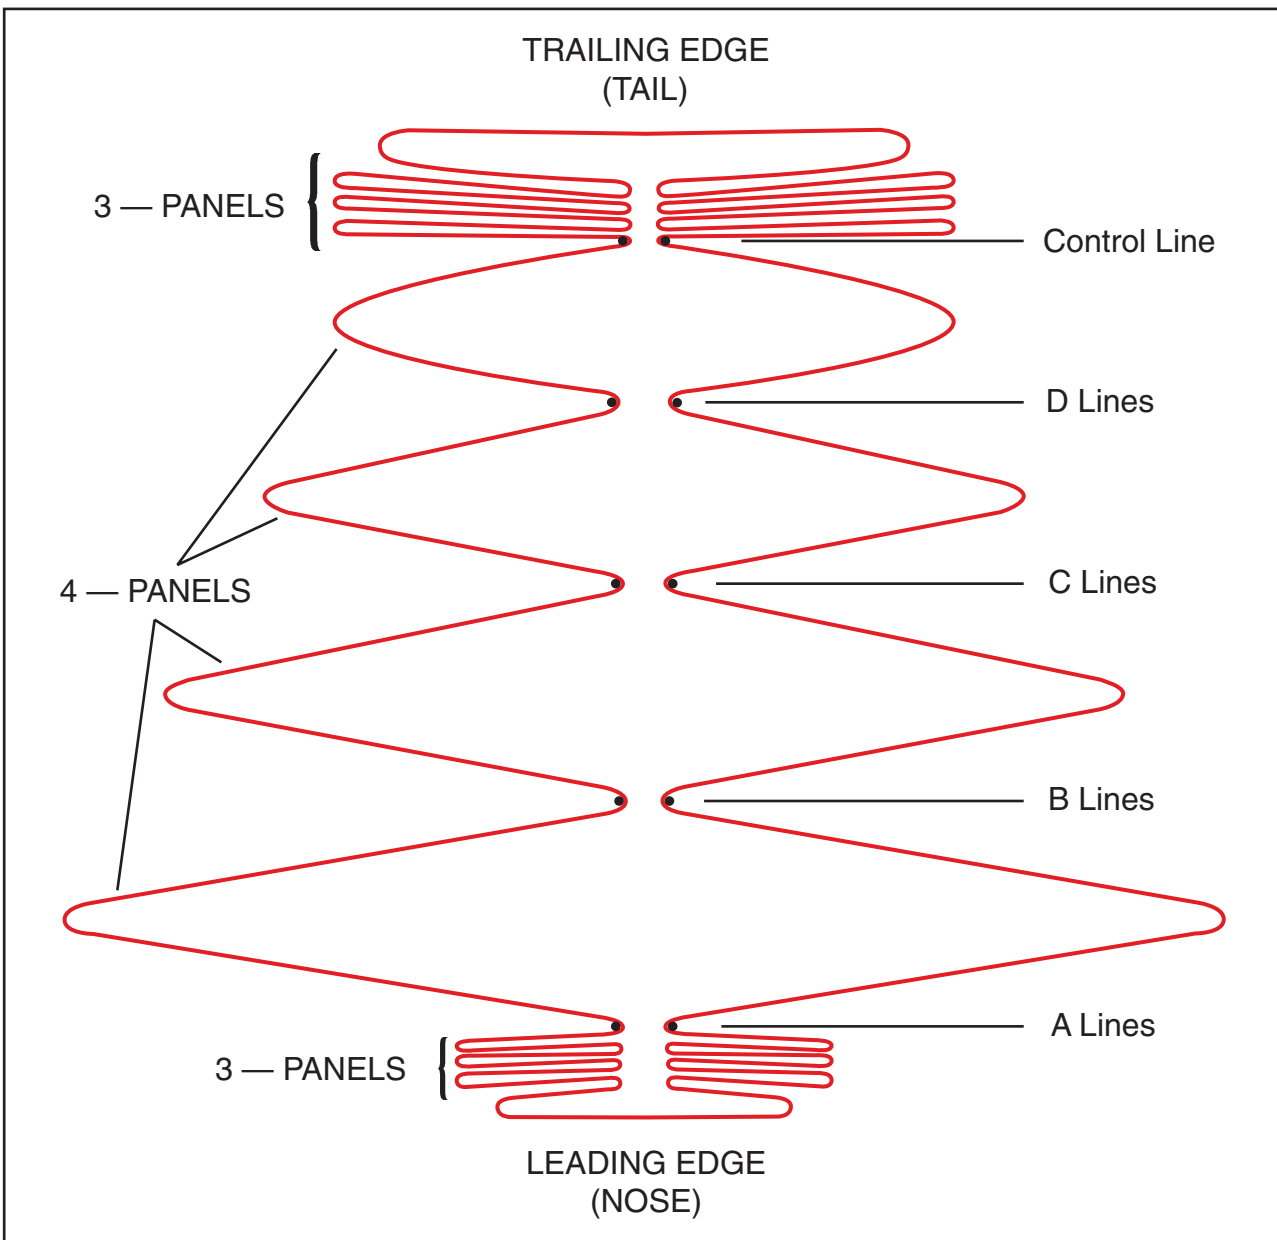 TRAILING EDGE
(TAIL)
3 — PANELS
Control Line
D Lines
C Lines
4 — PANELS
B Lines
A Lines
3 — PANELS
LEADING EDGE
(NOSE)